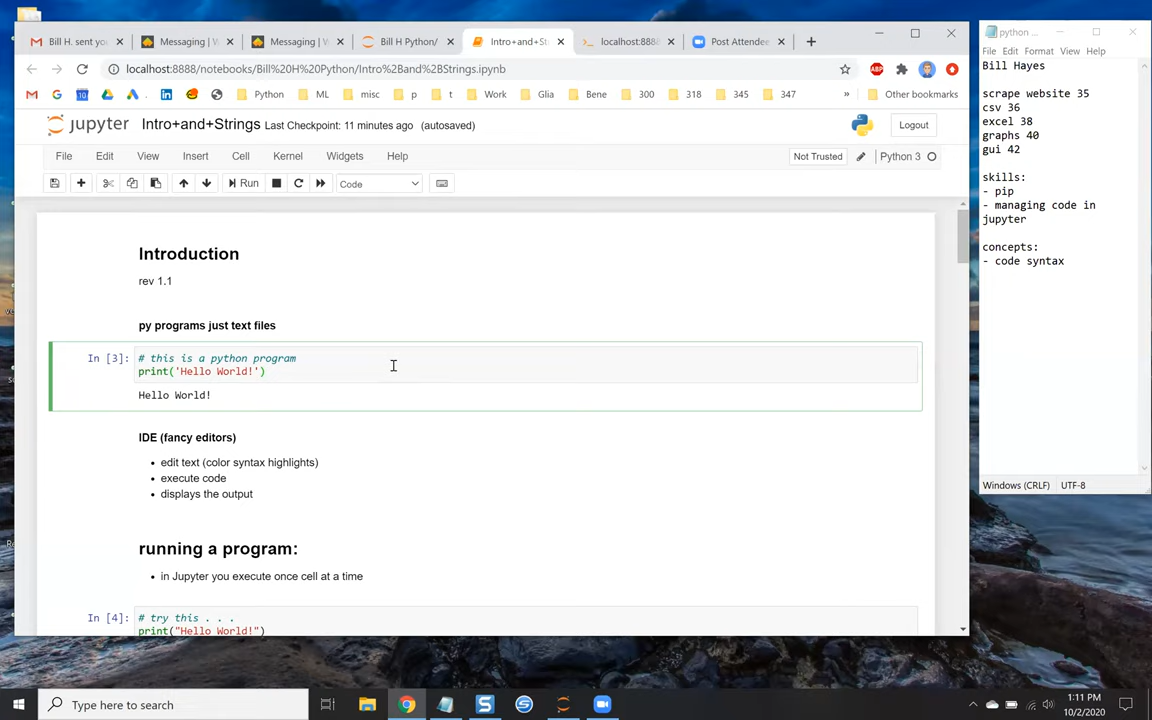 Bill H. sent you
Messaging | W
Messaging | W
Bill H Python/
Intro+and+Str
localhost:8888
Post Attendee
python ...
localhost:8888/notebooks/Bill%20H%20Python/Intro%2Band%2BStrings.ipynb
File Edit Format View Help
Python
ML
misc
p
t
Work
Glia
Bene
300
318
345
347
»
Other bookmarks
Bill Hayes
scrape website 35
csv 36
excel 38
graphs 40
gui 42
skills:
- pip
- managing code in
jupyter
concepts:
- code syntax
Windows (CRLF) UTF-8
jupyter Intro+and+Strings Last Checkpoint: 11 minutes ago (autosaved)
Logout
File Edit View Insert Cell Kernel Widgets Help
Not Trusted
Python 3
Run
Code
Introduction
rev 1.1
py programs just text files
In [3]: # this is a python program
print('Hello World!')
Hello World!
IDE (fancy editors)
• edit text (color syntax highlights)
• execute code
• displays the output
running a program:
• in Jupyter you execute once cell at a time
In [4]: # try this . . .
print("Hello World!")
Type here to search
1:11 PM
10/2/2020